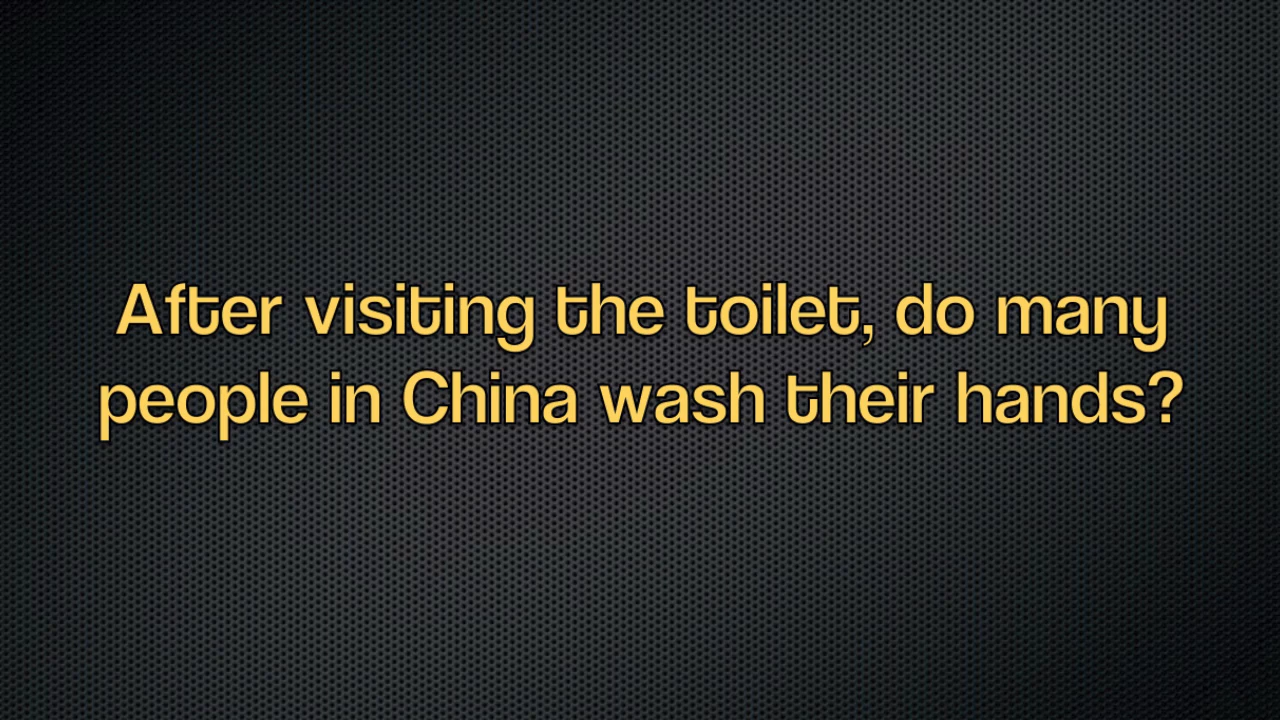 After visiting the toilet, do many
people in China wash their hands?